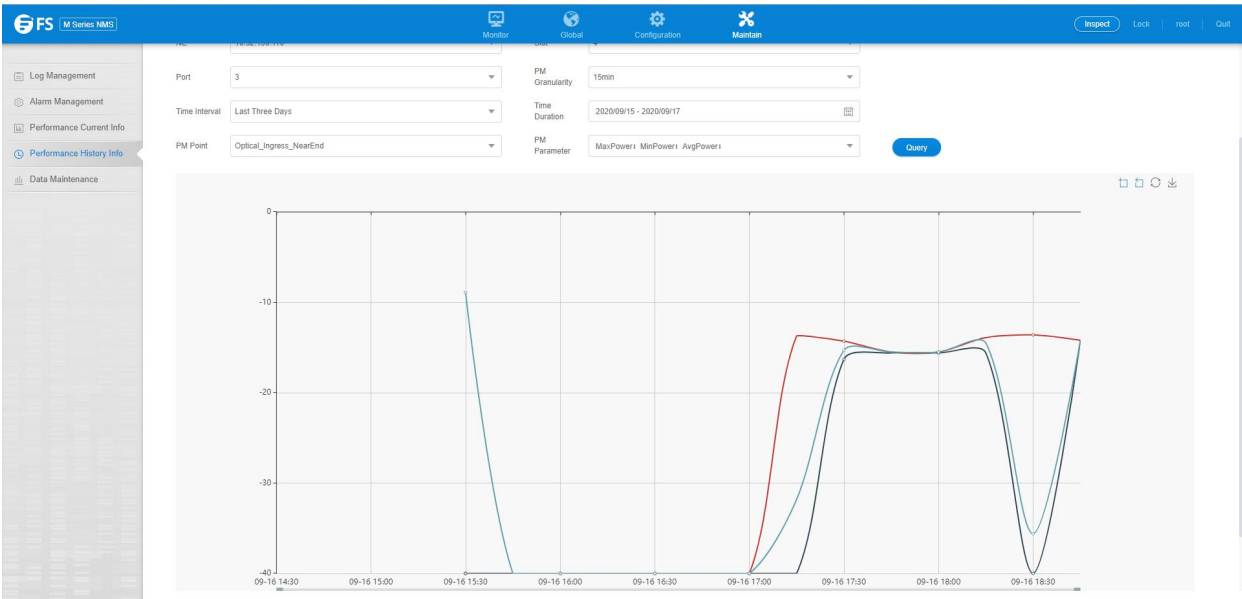 FS M Series NMS
Monitor Global Configuration Maintain
Inspect Lock root Quit
Log Management
Alarm Management
Performance Current Info
Performance History Info
Data Maintenance
Port 3 PM Granularity 15min
Time Interval Last Three Days Time Duration 2020/09/15 - 2020/09/17
PM Point Optical_Ingress_NearEnd PM Parameter MaxPower: MinPower: AvgPower: Query
0
-10
-20
-30
-40
09-16 14:30 09-16 15:00 09-16 15:30 09-16 16:00 09-16 16:30 09-16 17:00 09-16 17:30 09-16 18:00 09-16 18:30